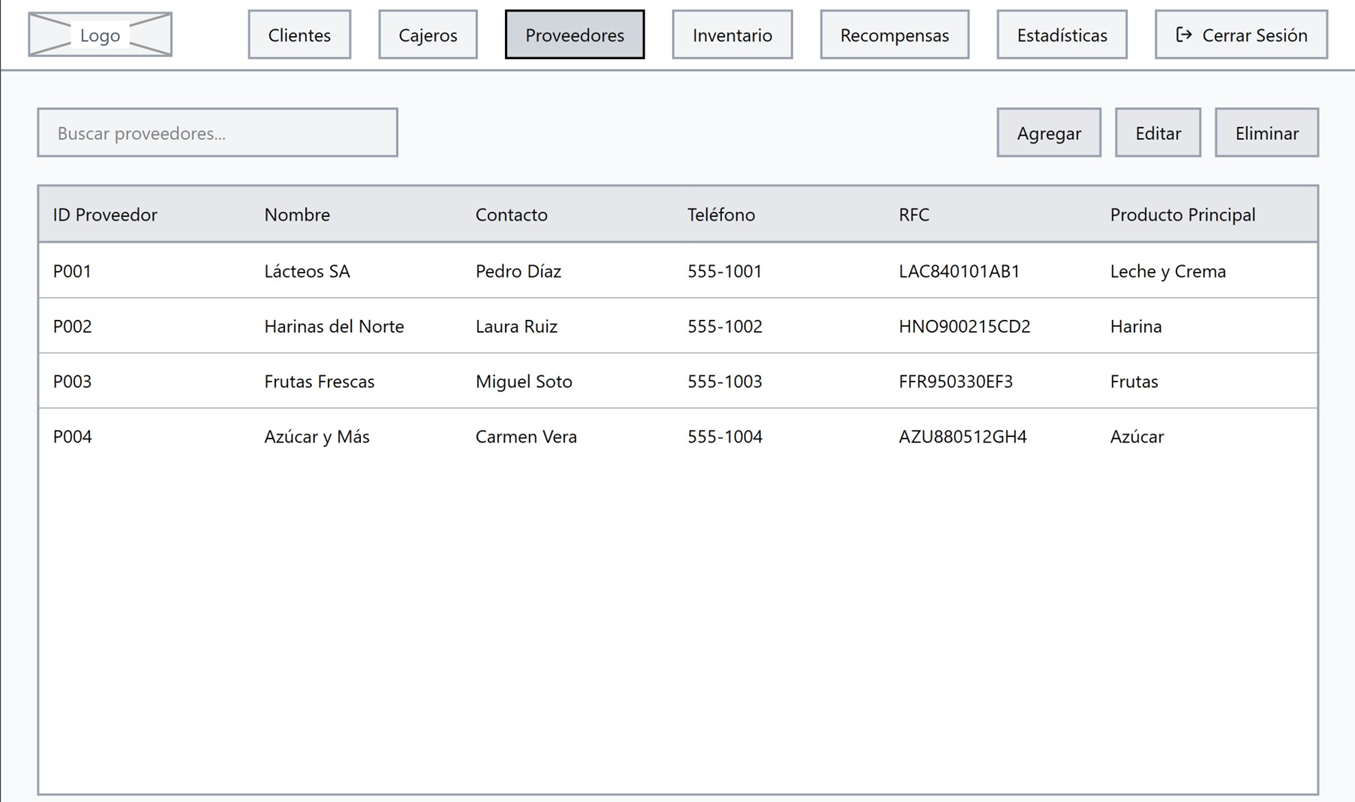 Logo Clientes Cajeros Proveedores Inventario Recompensas Estadísticas Cerrar Sesión
Buscar proveedores... Agregar Editar Eliminar
ID Proveedor Nombre Contacto Teléfono RFC Producto Principal
P001 Lácteos SA Pedro Díaz 555-1001 LAC840101AB1 Leche y Crema
P002 Harinas del Norte Laura Ruiz 555-1002 HNO900215CD2 Harina
P003 Frutas Frescas Miguel Soto 555-1003 FFR950330EF3 Frutas
P004 Azúcar y Más Carmen Vera 555-1004 AZU880512GH4 Azúcar